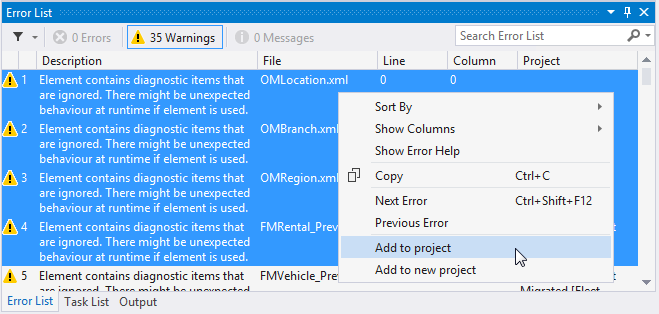 Error List
0 Errors
35 Warnings
0 Messages
Search Error List
Description File Line Column Project
1 Element contains diagnostic items that OMLocation.xml 0 0
are ignored. There might be unexpected
behaviour at runtime if element is used.
2 Element contains diagnostic items that OMBranch.xml
are ignored. There might be unexpected
behaviour at runtime if element is used.
3 Element contains diagnostic items that OMRegion.xml
are ignored. There might be unexpected
behaviour at runtime if element is used.
4 Element contains diagnostic items that FMRental_Prev
are ignored. There might be unexpected
behaviour at runtime if element is used.
5 Element contains diagnostic items that FMVehicle_Prev
are ignored. There might be unexpected
Migrated [Fleet
Sort By
Show Columns
Show Error Help
Copy Ctrl+C
Next Error Ctrl+Shift+F12
Previous Error
Add to project
Add to new project
Error List Task List Output